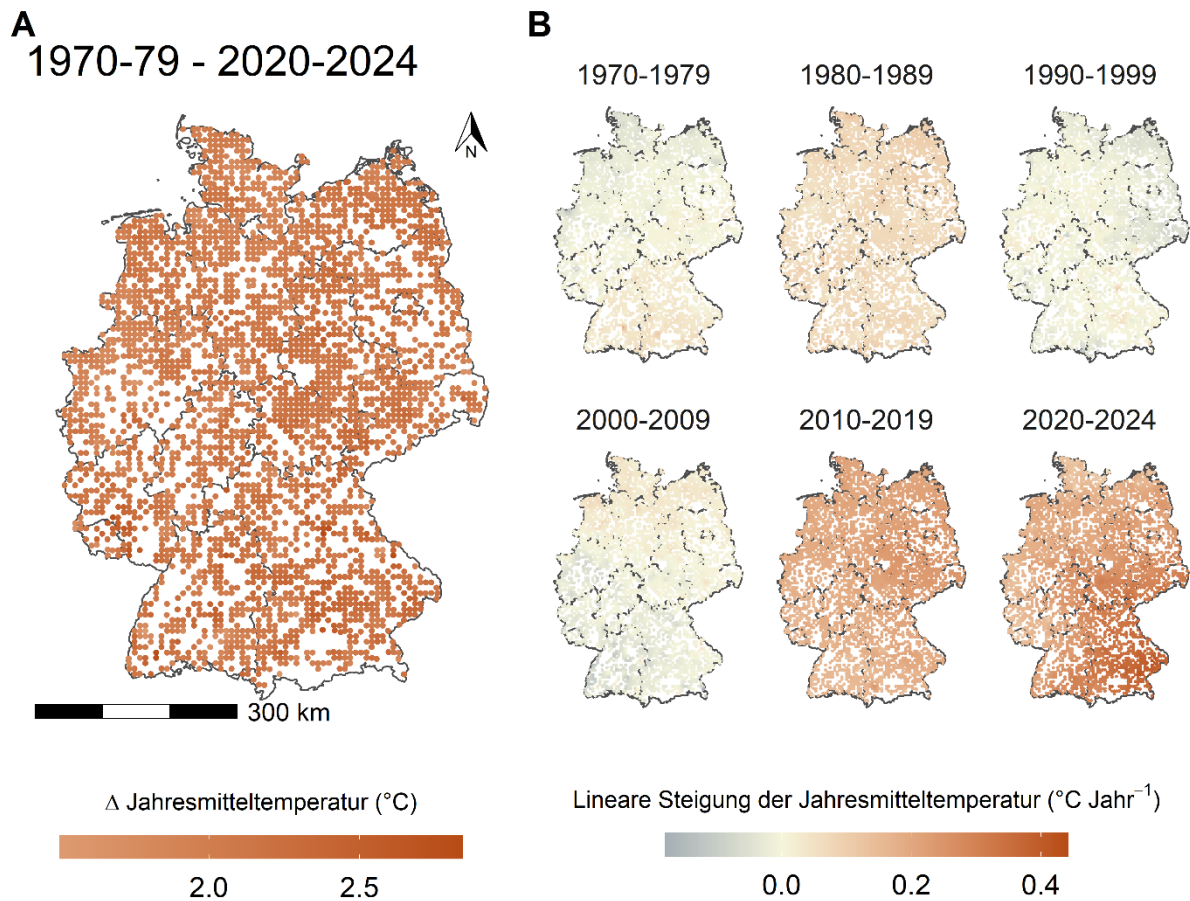 A
1970-79 - 2020-2024
N
300 km
Δ Jahresmitteltemperatur (°C)
2.0 2.5
B
1970-1979 1980-1989 1990-1999
2000-2009 2010-2019 2020-2024
Lineare Steigung der Jahresmitteltemperatur (°C Jahr⁻¹)
0.0 0.2 0.4